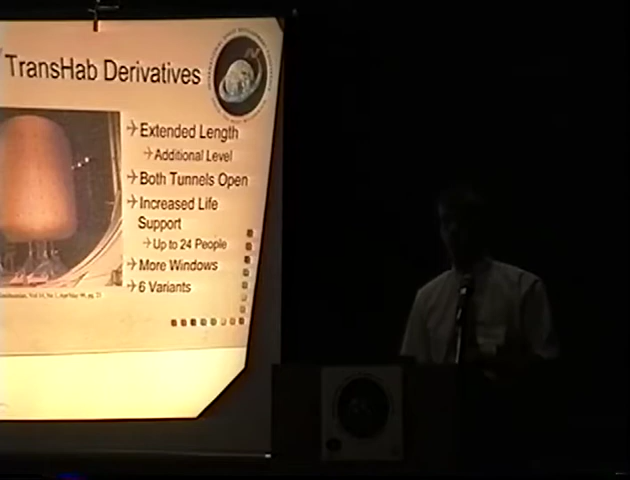 TransHab Derivatives
Extended Length
Additional Level
Both Tunnels Open
Increased Life
Support
Up to 24 People
More Windows
6 Variants